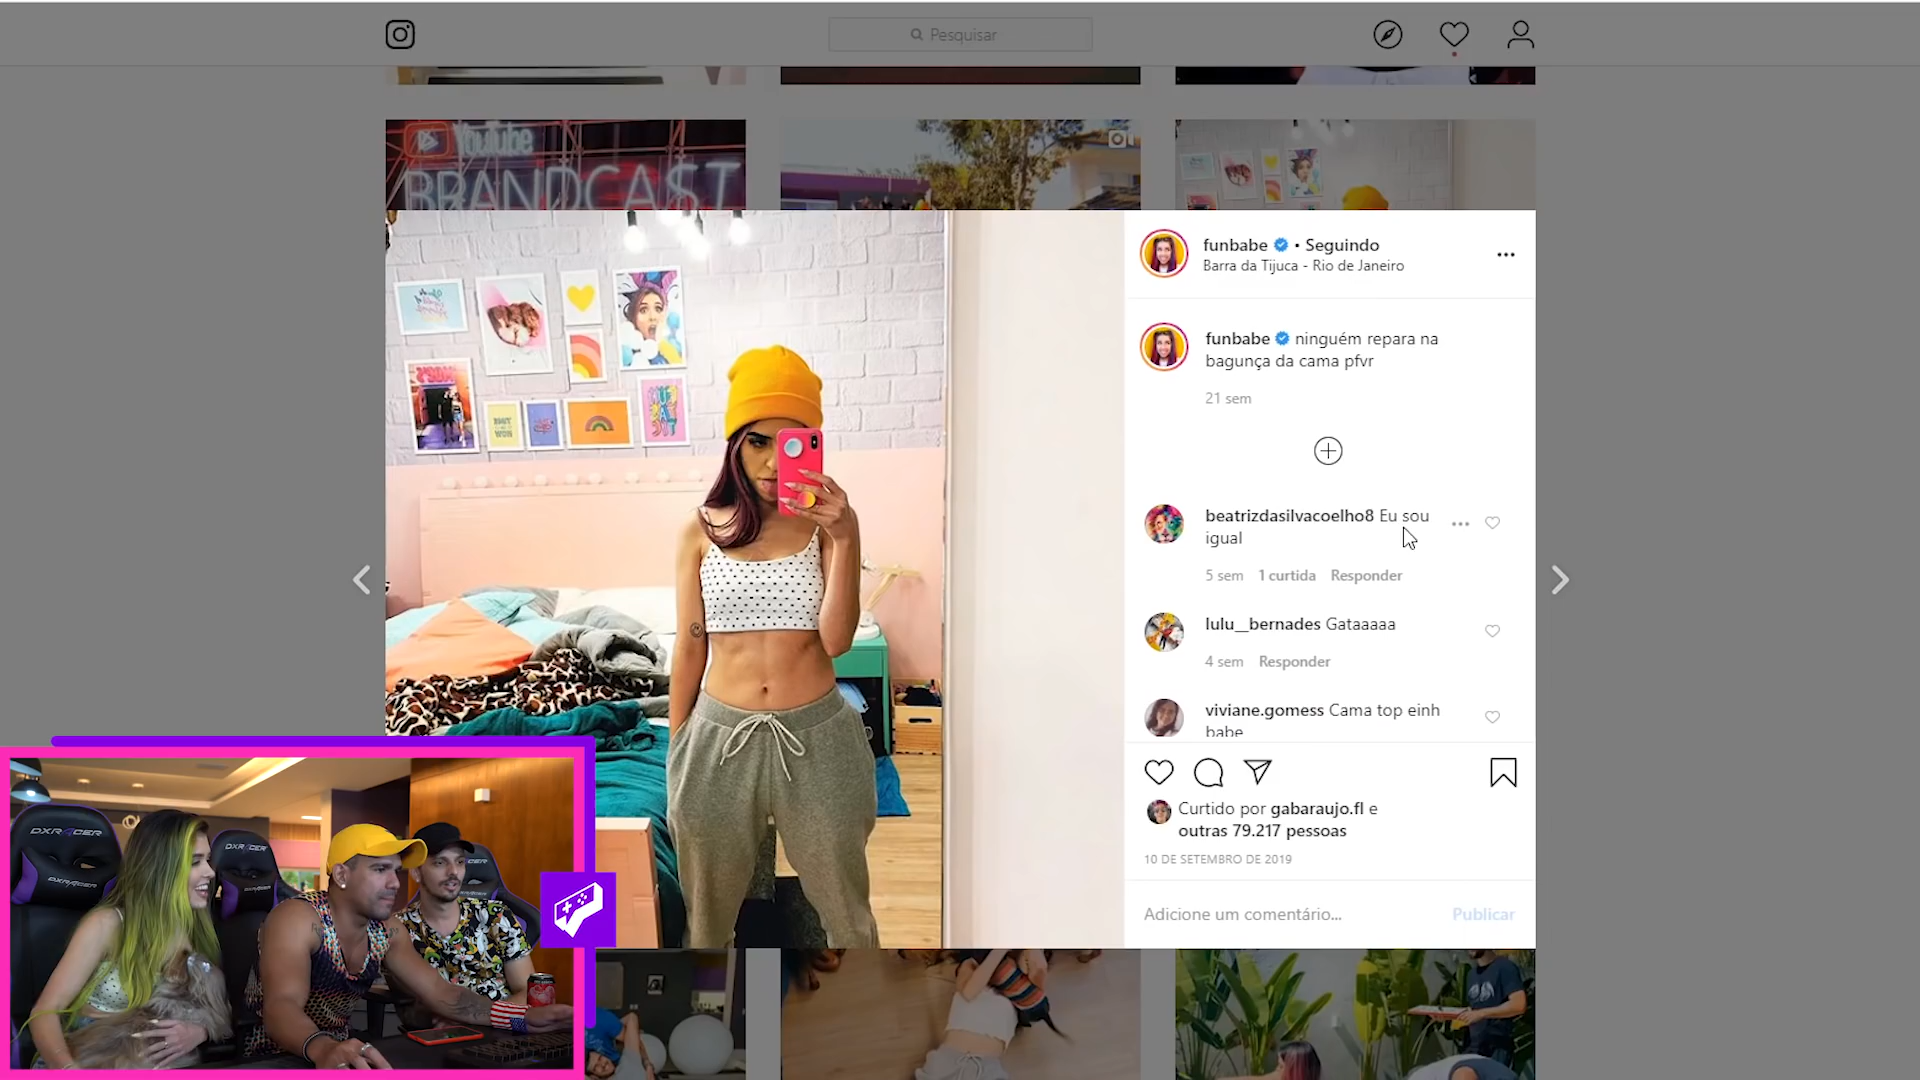 Pesquisar
YouTube
BRANDCAST
funbabe • Seguindo
Barra da Tijuca - Rio de Janeiro
funbabe ninguém repara na
bagunça da cama pfvr
21 sem
beatrizdasilvacoelho8 Eu sou
igual
5 sem 1 curtida Responder
lulu__bernades Gataaaaa
4 sem Responder
viviane.gomess Cama top einh
babe
Curtido por gabaraujo.fl e
outras 79.217 pessoas
10 DE SETEMBRO DE 2019
Adicione um comentário... Publicar
DXRACER
DXRACER
DXRACER